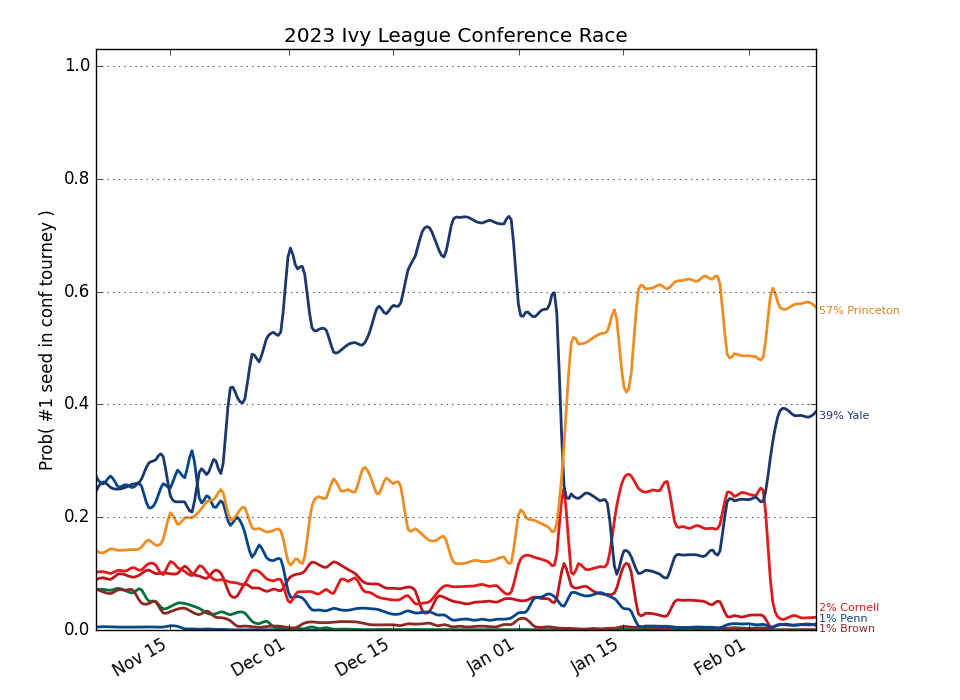 2023 Ivy League Conference Race
Prob( #1 seed in conf tourney )
1.0
0.8
0.6
0.4
0.2
0.0
Nov 15
Dec 01
Dec 15
Jan 01
Jan 15
Feb 01
57% Princeton
39% Yale
2% Cornell
1% Penn
1% Brown